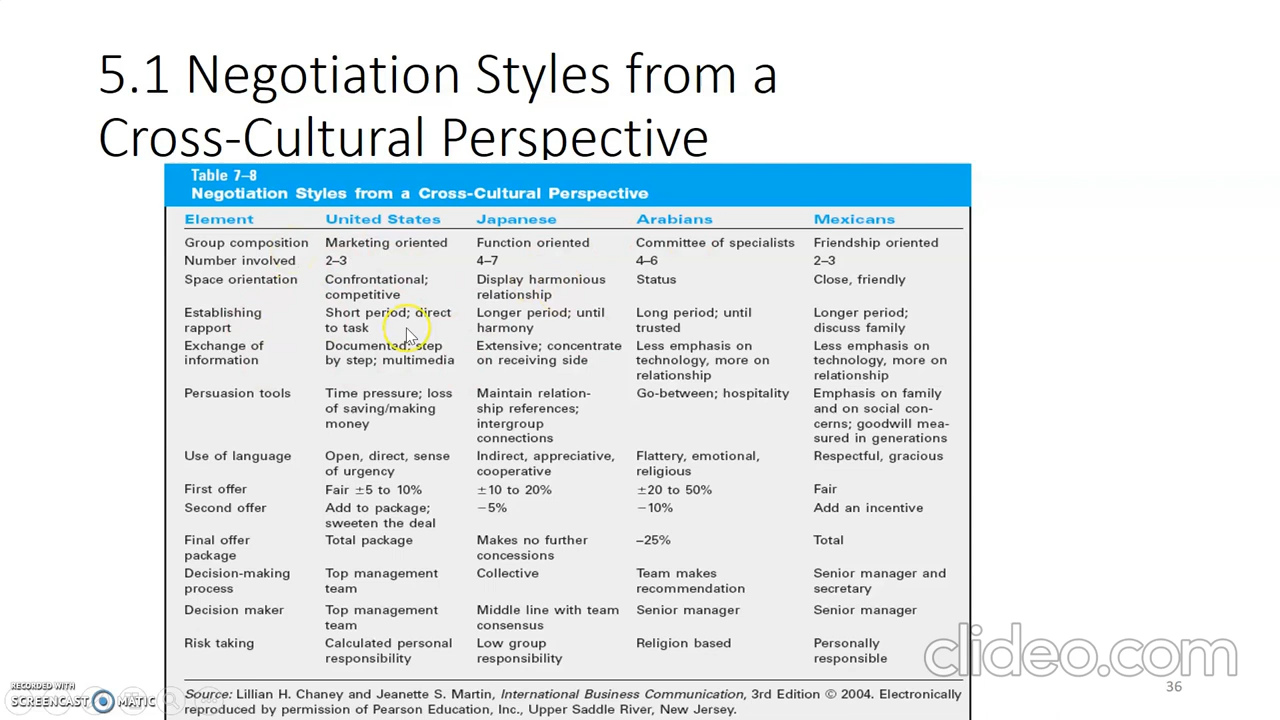 5.1 Negotiation Styles from a
Cross-Cultural Perspective
Table 7–8
Negotiation Styles from a Cross-Cultural Perspective
Element United States Japanese Arabians Mexicans
Group composition Marketing oriented Function oriented Committee of specialists Friendship oriented
Number involved 2–3 4–7 4–6 2–3
Space orientation Confrontational; Display harmonious Status Close, friendly
competitive relationship
Establishing Short period; direct Longer period; until Long period; until Longer period;
rapport to task harmony trusted discuss family
Exchange of Documented; step Extensive; concentrate Less emphasis on Less emphasis on
information by step; multimedia on receiving side technology, more on technology, more on
relationship relationship
Persuasion tools Time pressure; loss Maintain relation- Go-between; hospitality Emphasis on family
of saving/making ship references; and on social con-
money intergroup cerns; goodwill mea-
connections sured in generations
Use of language Open, direct, sense Indirect, appreciative, Flattery, emotional, Respectful, gracious
of urgency cooperative religious
First offer Fair ±5 to 10% ±10 to 20% ±20 to 50% Fair
Second offer Add to package; −5% −10% Add an incentive
sweeten the deal
Final offer Total package Makes no further –25% Total
package concessions
Decision-making Top management Collective Team makes Senior manager and
process team recommendation secretary
Decision maker Top management Middle line with team Senior manager Senior manager
team consensus
Risk taking Calculated personal Low group Religion based Personally
responsibility responsibility responsible
Source: Lillian H. Chaney and Jeanette S. Martin, International Business Communication, 3rd Edition © 2004. Electronically
reproduced by permission of Pearson Education, Inc., Upper Saddle River, New Jersey.
clideo.com
36
RECORDED WITH
SCREENCAST MATIC